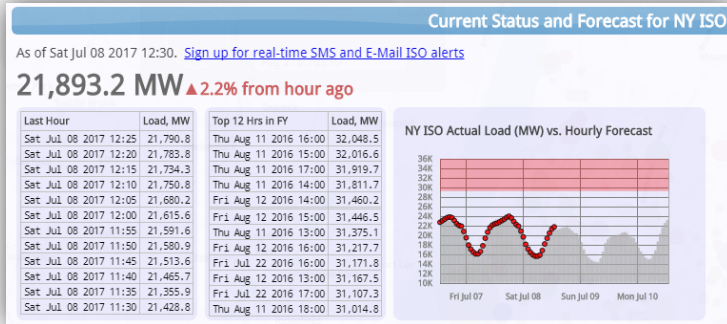 Current Status and Forecast for NY ISO
As of Sat Jul 08 2017 12:30. Sign up for real-time SMS and E-Mail ISO alerts
21,893.2 MW ▲2.2% from hour ago
Last Hour Load, MW
Sat Jul 08 2017 12:25 21,790.8
Sat Jul 08 2017 12:20 21,783.8
Sat Jul 08 2017 12:15 21,734.3
Sat Jul 08 2017 12:10 21,750.8
Sat Jul 08 2017 12:05 21,680.2
Sat Jul 08 2017 12:00 21,615.6
Sat Jul 08 2017 11:55 21,591.6
Sat Jul 08 2017 11:50 21,580.9
Sat Jul 08 2017 11:45 21,513.6
Sat Jul 08 2017 11:40 21,465.7
Sat Jul 08 2017 11:35 21,355.9
Sat Jul 08 2017 11:30 21,428.8
Top 12 Hrs in FY Load, MW
Thu Aug 11 2016 16:00 32,048.5
Thu Aug 11 2016 15:00 32,016.6
Thu Aug 11 2016 17:00 31,919.7
Thu Aug 11 2016 14:00 31,811.7
Fri Aug 12 2016 14:00 31,460.2
Fri Aug 12 2016 15:00 31,446.5
Thu Aug 11 2016 13:00 31,375.1
Fri Aug 12 2016 16:00 31,217.7
Fri Jul 22 2016 16:00 31,171.8
Fri Aug 12 2016 13:00 31,167.5
Fri Jul 22 2016 17:00 31,107.3
Thu Aug 11 2016 18:00 31,014.8
NY ISO Actual Load (MW) vs. Hourly Forecast
36K
34K
32K
30K
28K
26K
24K
22K
20K
18K
16K
14K
12K
10K
Fri Jul 07 Sat Jul 08 Sun Jul 09 Mon Jul 10